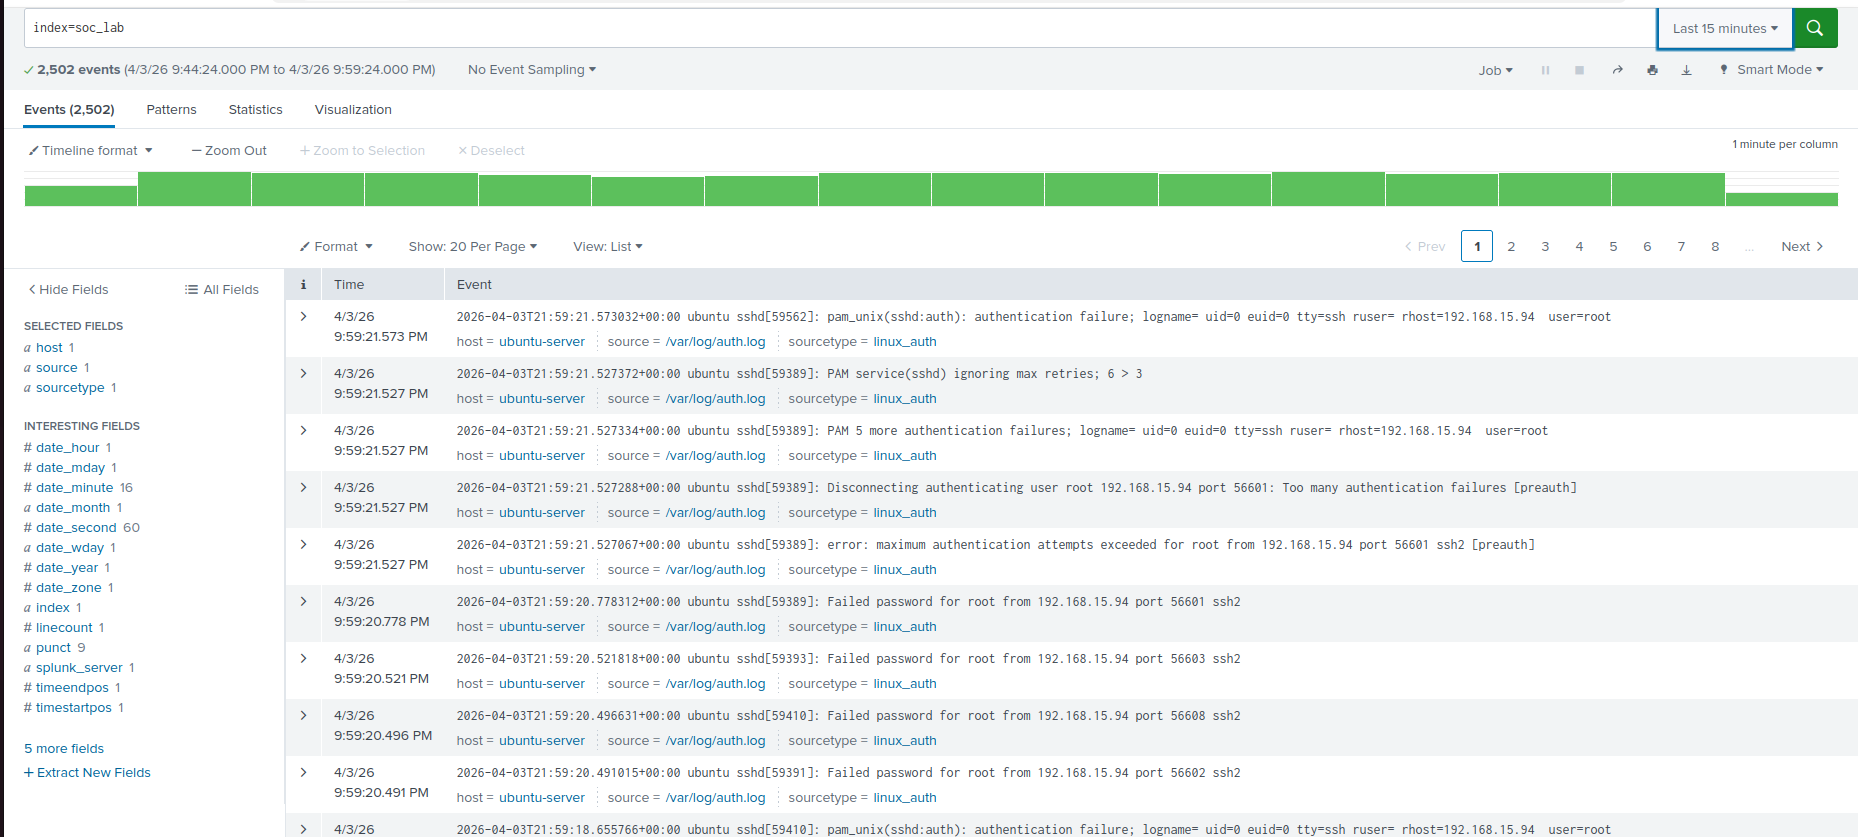 index=soc_lab
Last 15 minutes
2,502 events (4/3/26 9:44:24.000 PM to 4/3/26 9:59:24.000 PM)
No Event Sampling
Job
Smart Mode
Events (2,502)
Patterns
Statistics
Visualization
Timeline format
— Zoom Out
+ Zoom to Selection
× Deselect
1 minute per column
Format
Show: 20 Per Page
View: List
< Prev
1
2
3
4
5
6
7
8
...
Next >
< Hide Fields
All Fields
SELECTED FIELDS
a host 1
a source 1
a sourcetype 1
INTERESTING FIELDS
# date_hour 1
# date_mday 1
# date_minute 16
a date_month 1
# date_second 60
a date_wday 1
# date_year 1
# date_zone 1
a index 1
# linecount 1
a punct 9
a splunk_server 1
# timeendpos 1
# timestartpos 1
5 more fields
+ Extract New Fields
i
Time
Event
4/3/26
9:59:21.573 PM
2026-04-03T21:59:21.573032+00:00 ubuntu sshd[59562]: pam_unix(sshd:auth): authentication failure; logname= uid=0 euid=0 tty=ssh ruser= rhost=192.168.15.94  user=root
host = ubuntu-server
source = /var/log/auth.log
sourcetype = linux_auth
4/3/26
9:59:21.527 PM
2026-04-03T21:59:21.527372+00:00 ubuntu sshd[59389]: PAM service(sshd) ignoring max retries; 6 > 3
host = ubuntu-server
source = /var/log/auth.log
sourcetype = linux_auth
4/3/26
9:59:21.527 PM
2026-04-03T21:59:21.527334+00:00 ubuntu sshd[59389]: PAM 5 more authentication failures; logname= uid=0 euid=0 tty=ssh ruser= rhost=192.168.15.94  user=root
host = ubuntu-server
source = /var/log/auth.log
sourcetype = linux_auth
4/3/26
9:59:21.527 PM
2026-04-03T21:59:21.527288+00:00 ubuntu sshd[59389]: Disconnecting authenticating user root 192.168.15.94 port 56601: Too many authentication failures [preauth]
host = ubuntu-server
source = /var/log/auth.log
sourcetype = linux_auth
4/3/26
9:59:21.527 PM
2026-04-03T21:59:21.527067+00:00 ubuntu sshd[59389]: error: maximum authentication attempts exceeded for root from 192.168.15.94 port 56601 ssh2 [preauth]
host = ubuntu-server
source = /var/log/auth.log
sourcetype = linux_auth
4/3/26
9:59:20.778 PM
2026-04-03T21:59:20.778312+00:00 ubuntu sshd[59389]: Failed password for root from 192.168.15.94 port 56601 ssh2
host = ubuntu-server
source = /var/log/auth.log
sourcetype = linux_auth
4/3/26
9:59:20.521 PM
2026-04-03T21:59:20.521818+00:00 ubuntu sshd[59393]: Failed password for root from 192.168.15.94 port 56603 ssh2
host = ubuntu-server
source = /var/log/auth.log
sourcetype = linux_auth
4/3/26
9:59:20.496 PM
2026-04-03T21:59:20.496631+00:00 ubuntu sshd[59410]: Failed password for root from 192.168.15.94 port 56608 ssh2
host = ubuntu-server
source = /var/log/auth.log
sourcetype = linux_auth
4/3/26
9:59:20.491 PM
2026-04-03T21:59:20.491015+00:00 ubuntu sshd[59391]: Failed password for root from 192.168.15.94 port 56602 ssh2
host = ubuntu-server
source = /var/log/auth.log
sourcetype = linux_auth
4/3/26
2026-04-03T21:59:18.655766+00:00 ubuntu sshd[59410]: pam_unix(sshd:auth): authentication failure; logname= uid=0 euid=0 tty=ssh ruser= rhost=192.168.15.94  user=root